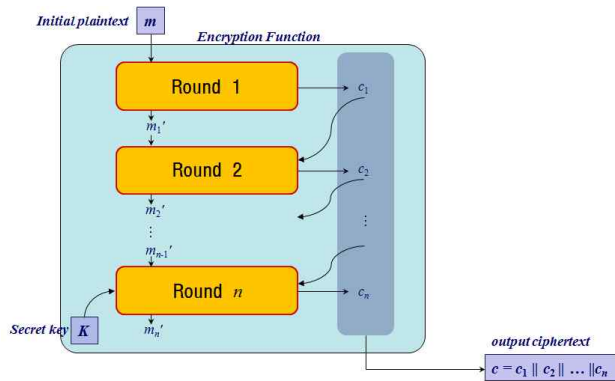 Initial plaintext m
Encryption Function
Round 1
c₁
m₁′
Round 2
c₂
m₂′
⋮
⋮
mₙ₋₁′
Round n
cₙ
Secret key K
mₙ′
output ciphertext
c = c₁ || c₂ || … ||cₙ